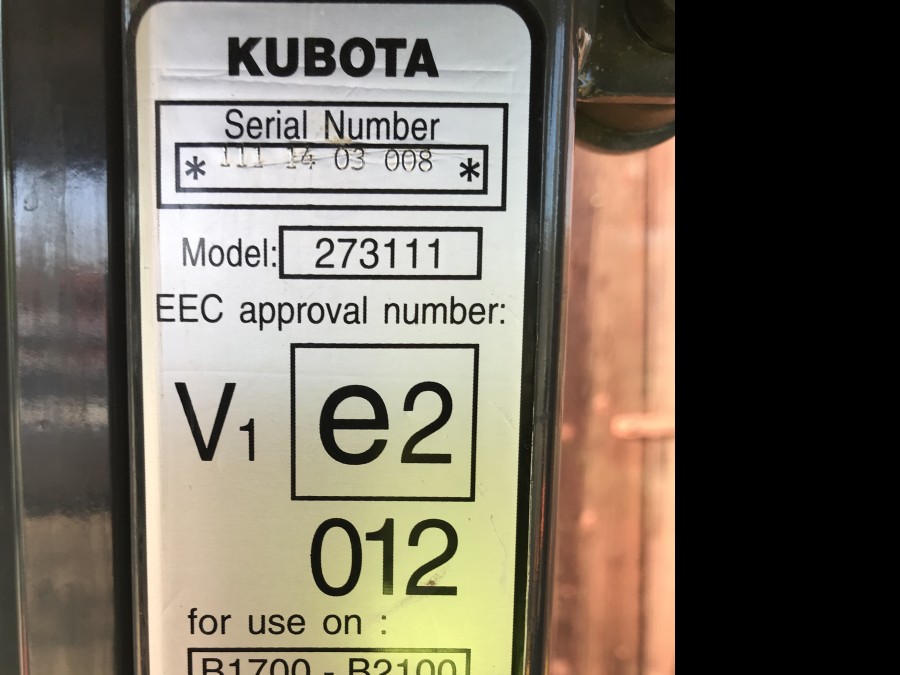 KUBOTA
Serial Number
* 111 14 03 008 *
Model: 273111
EEC approval number:
V1 e2
012
for use on :
B1700 - B2100